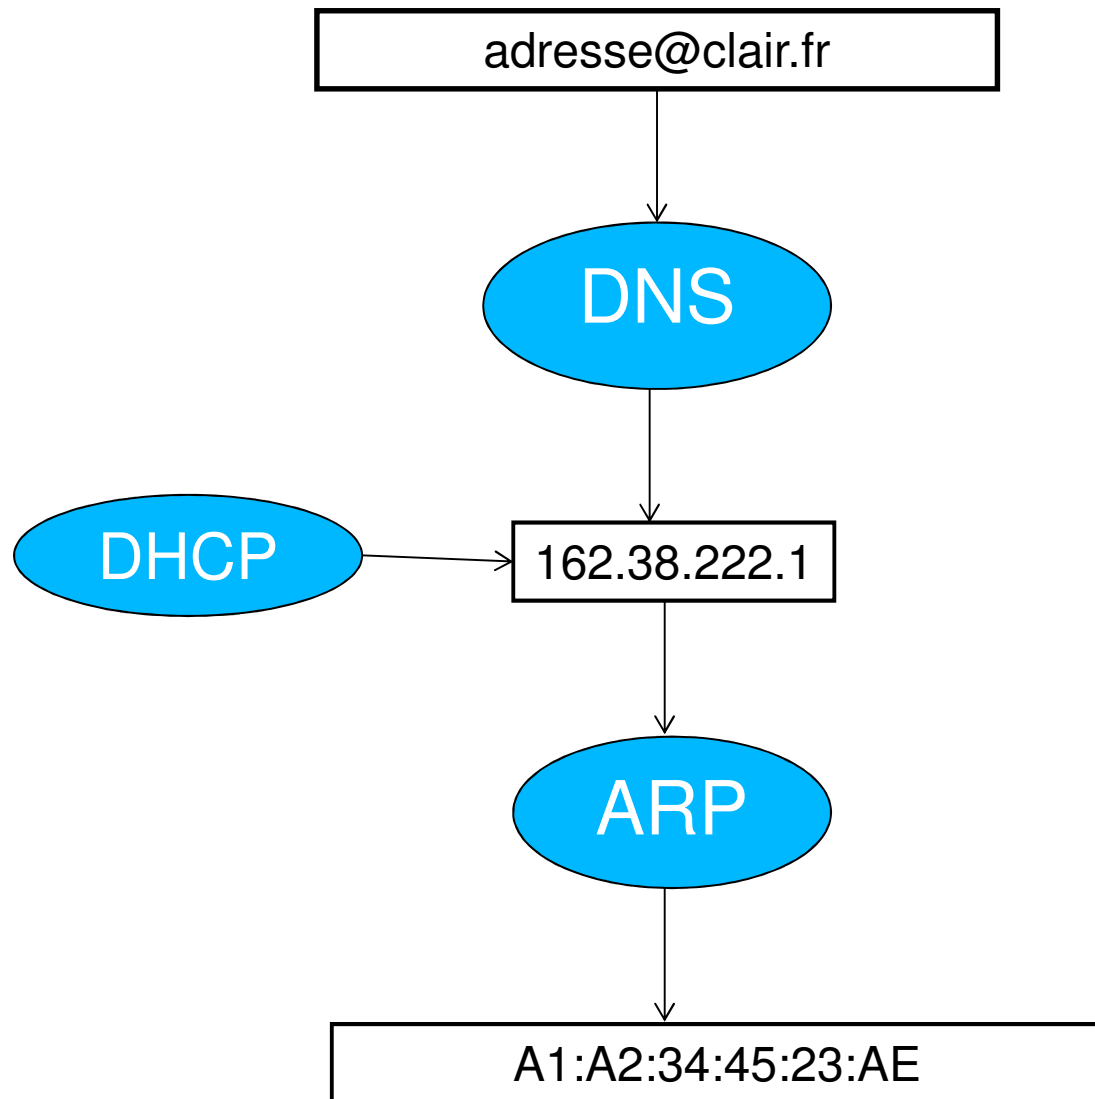 adresse@clair.fr
DNS
DHCP
162.38.222.1
ARP
A1:A2:34:45:23:AE